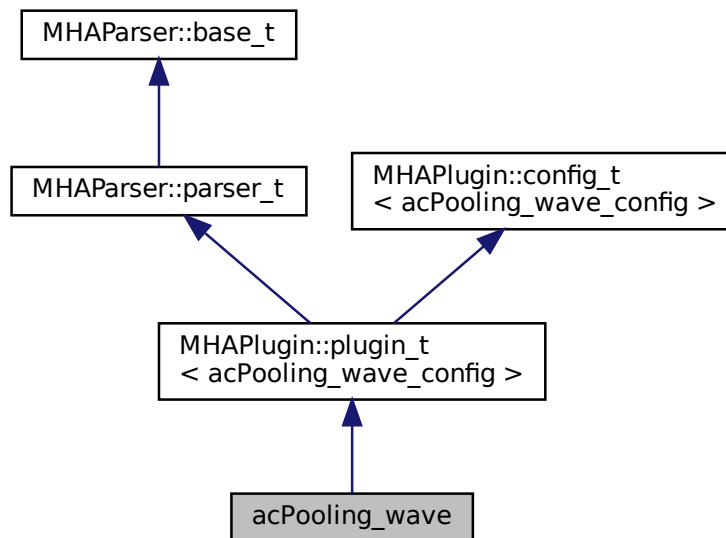 MHAParser::base_t
MHAParser::parser_t
MHAPlugin::config_t
< acPooling_wave_config >
MHAPlugin::plugin_t
< acPooling_wave_config >
acPooling_wave